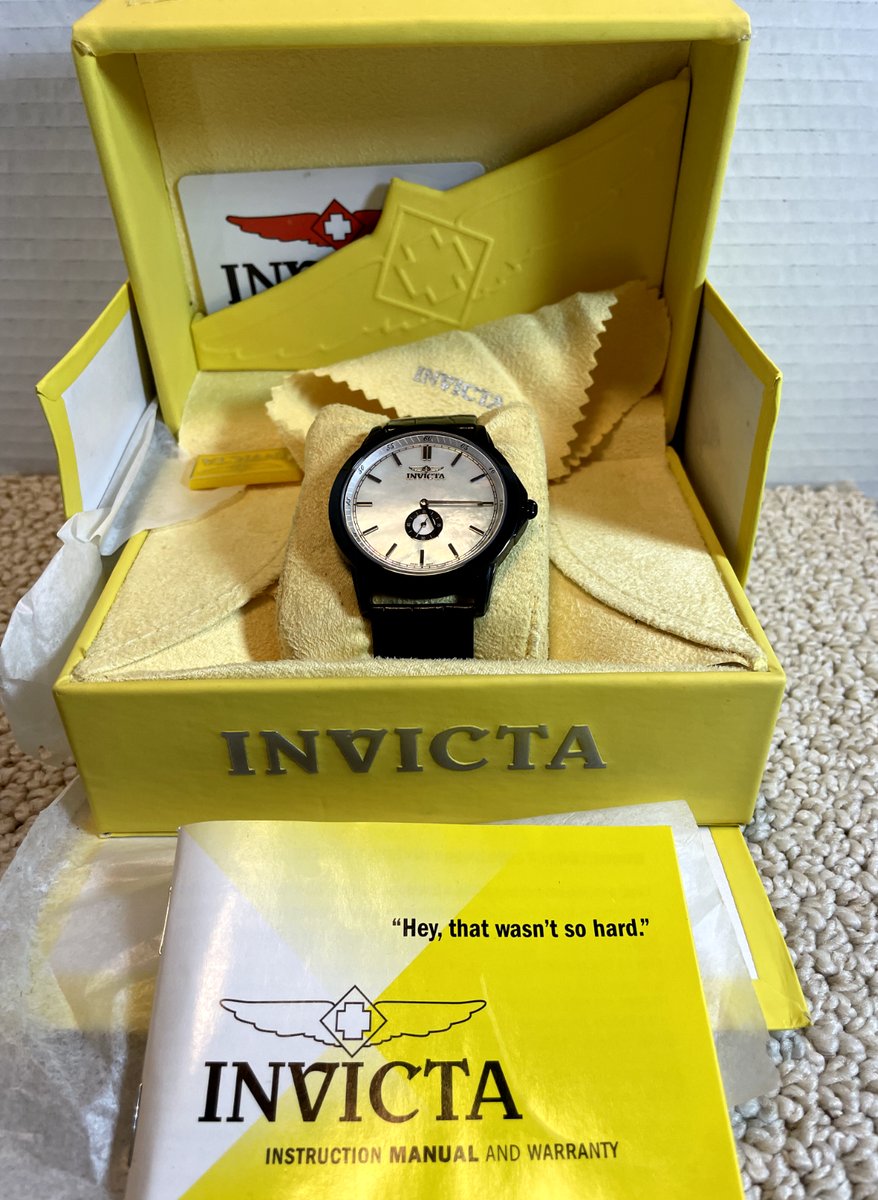 INVICTA
INVICTA
INVICTA
"Hey, that wasn't so hard."
INVICTA
INSTRUCTION MANUAL AND WARRANTY